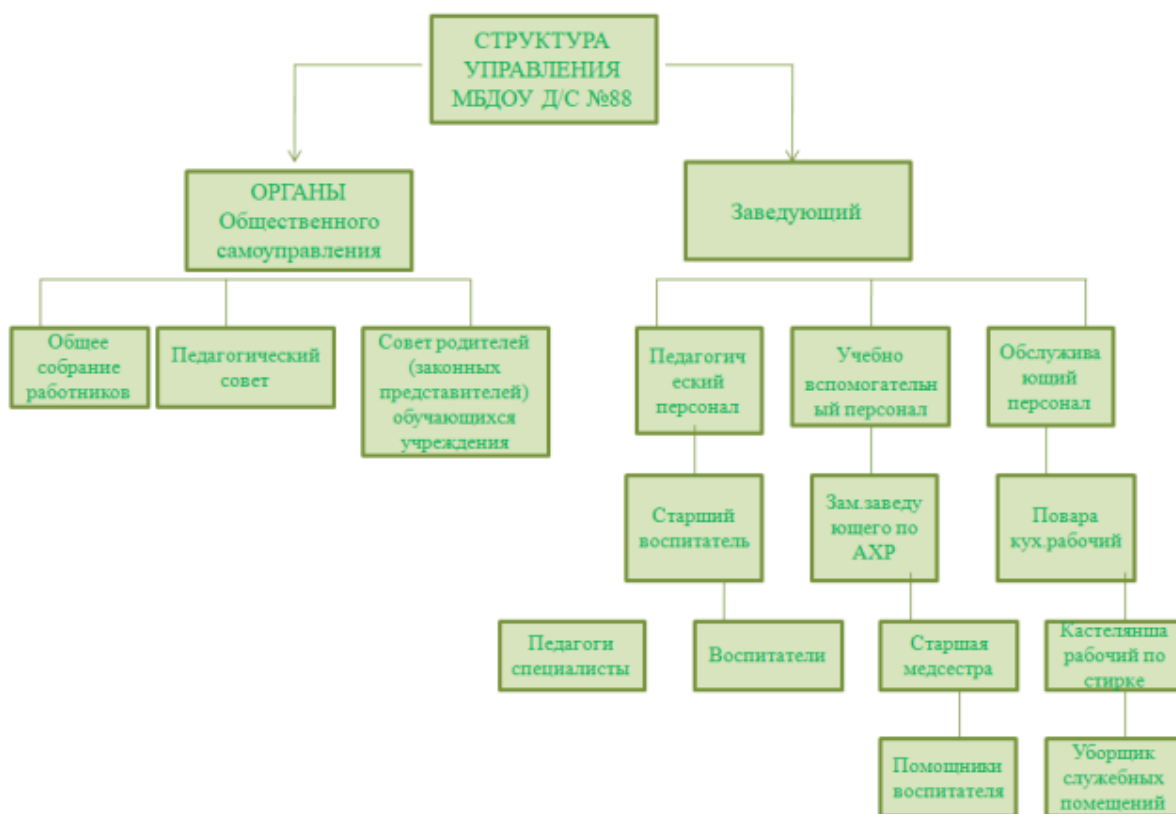 СТРУКТУРА
УПРАВЛЕНИЯ
МБДОУ Д/С №88
ОРГАНЫ
Общественного
самоуправления
Заведующий
Общее
собрание
работников
Педагогический
совет
Совет родителей
(законных
представителей)
обучающихся
учреждения
Педагогич
еский
персонал
Учебно
вспомогательн
ый персонал
Обслужива
ющий
персонал
Старший
воспитатель
Зам.заведу
ющего по
АХР
Повара
кух.рабочий
Педагоги
специалисты
Воспитатели
Старшая
медсестра
Кастелянша
рабочий по
стирке
Помощники
воспитателя
Уборщик
служебных
помещений